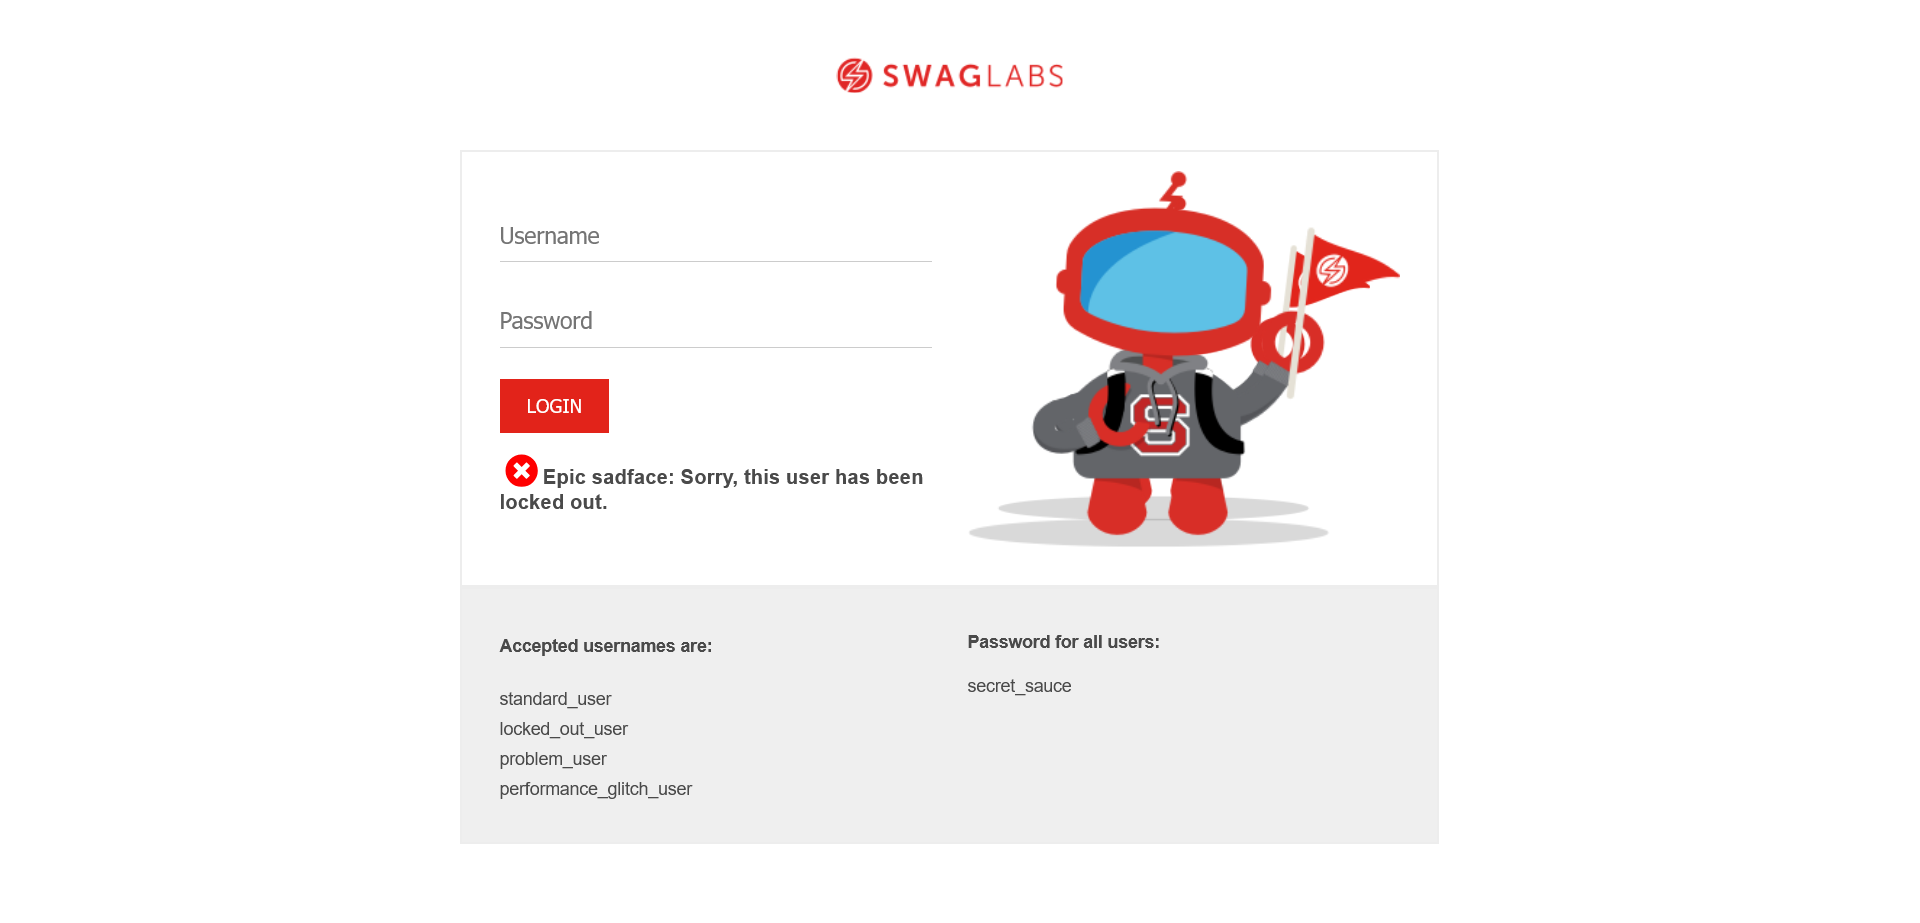 SWAGLABS
Username
Password
LOGIN
Epic sadface: Sorry, this user has been
locked out.
S
Accepted usernames are:
standard_user
locked_out_user
problem_user
performance_glitch_user
Password for all users:
secret_sauce